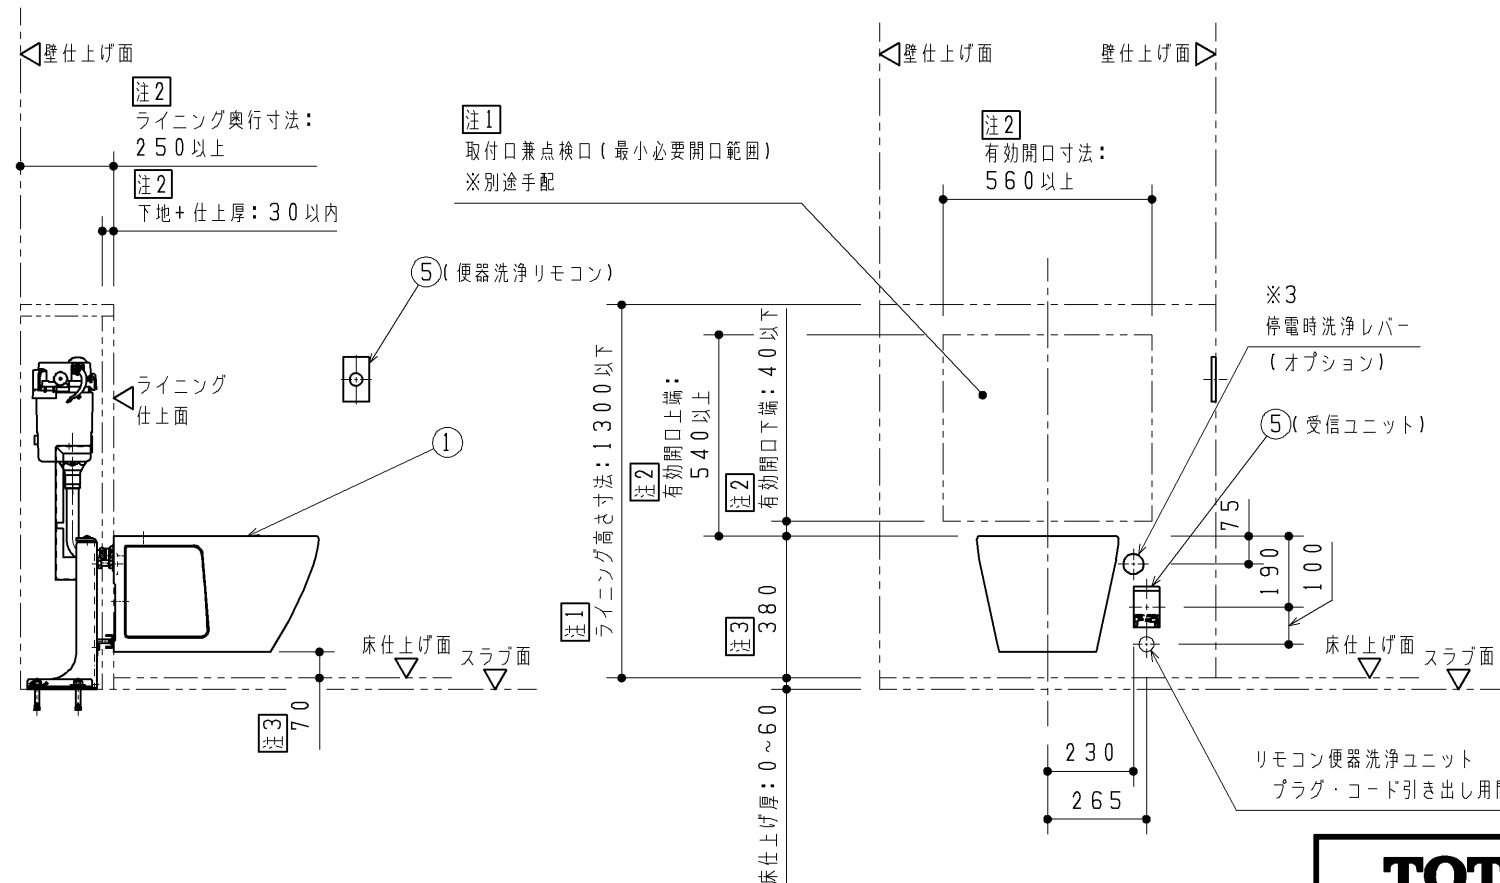 壁仕上げ面
注2
ライニング奥行寸法:
250以上
注2
下地+仕上厚:30以内
⑤(便器洗浄リモコン)
ライニング
仕上面
①
床仕上げ面
スラブ面
注3
70
注1
取付口兼点検口(最小必要開口範囲)
※別途手配
壁仕上げ面
壁仕上げ面
注2
有効開口寸法:
560以上
注1
ライニング高さ寸法:1300以下
注2
有効開口上端:
540以上
注2
有効開口下端:40以下
注3
380
床仕上げ厚:0~60
※3
停電時洗浄レバー
(オプション)
⑤(受信ユニット)
75
190
100
床仕上げ面
スラブ面
230
265
リモコン便器洗浄ユニット
プラグ・コード引き出し用
TOT